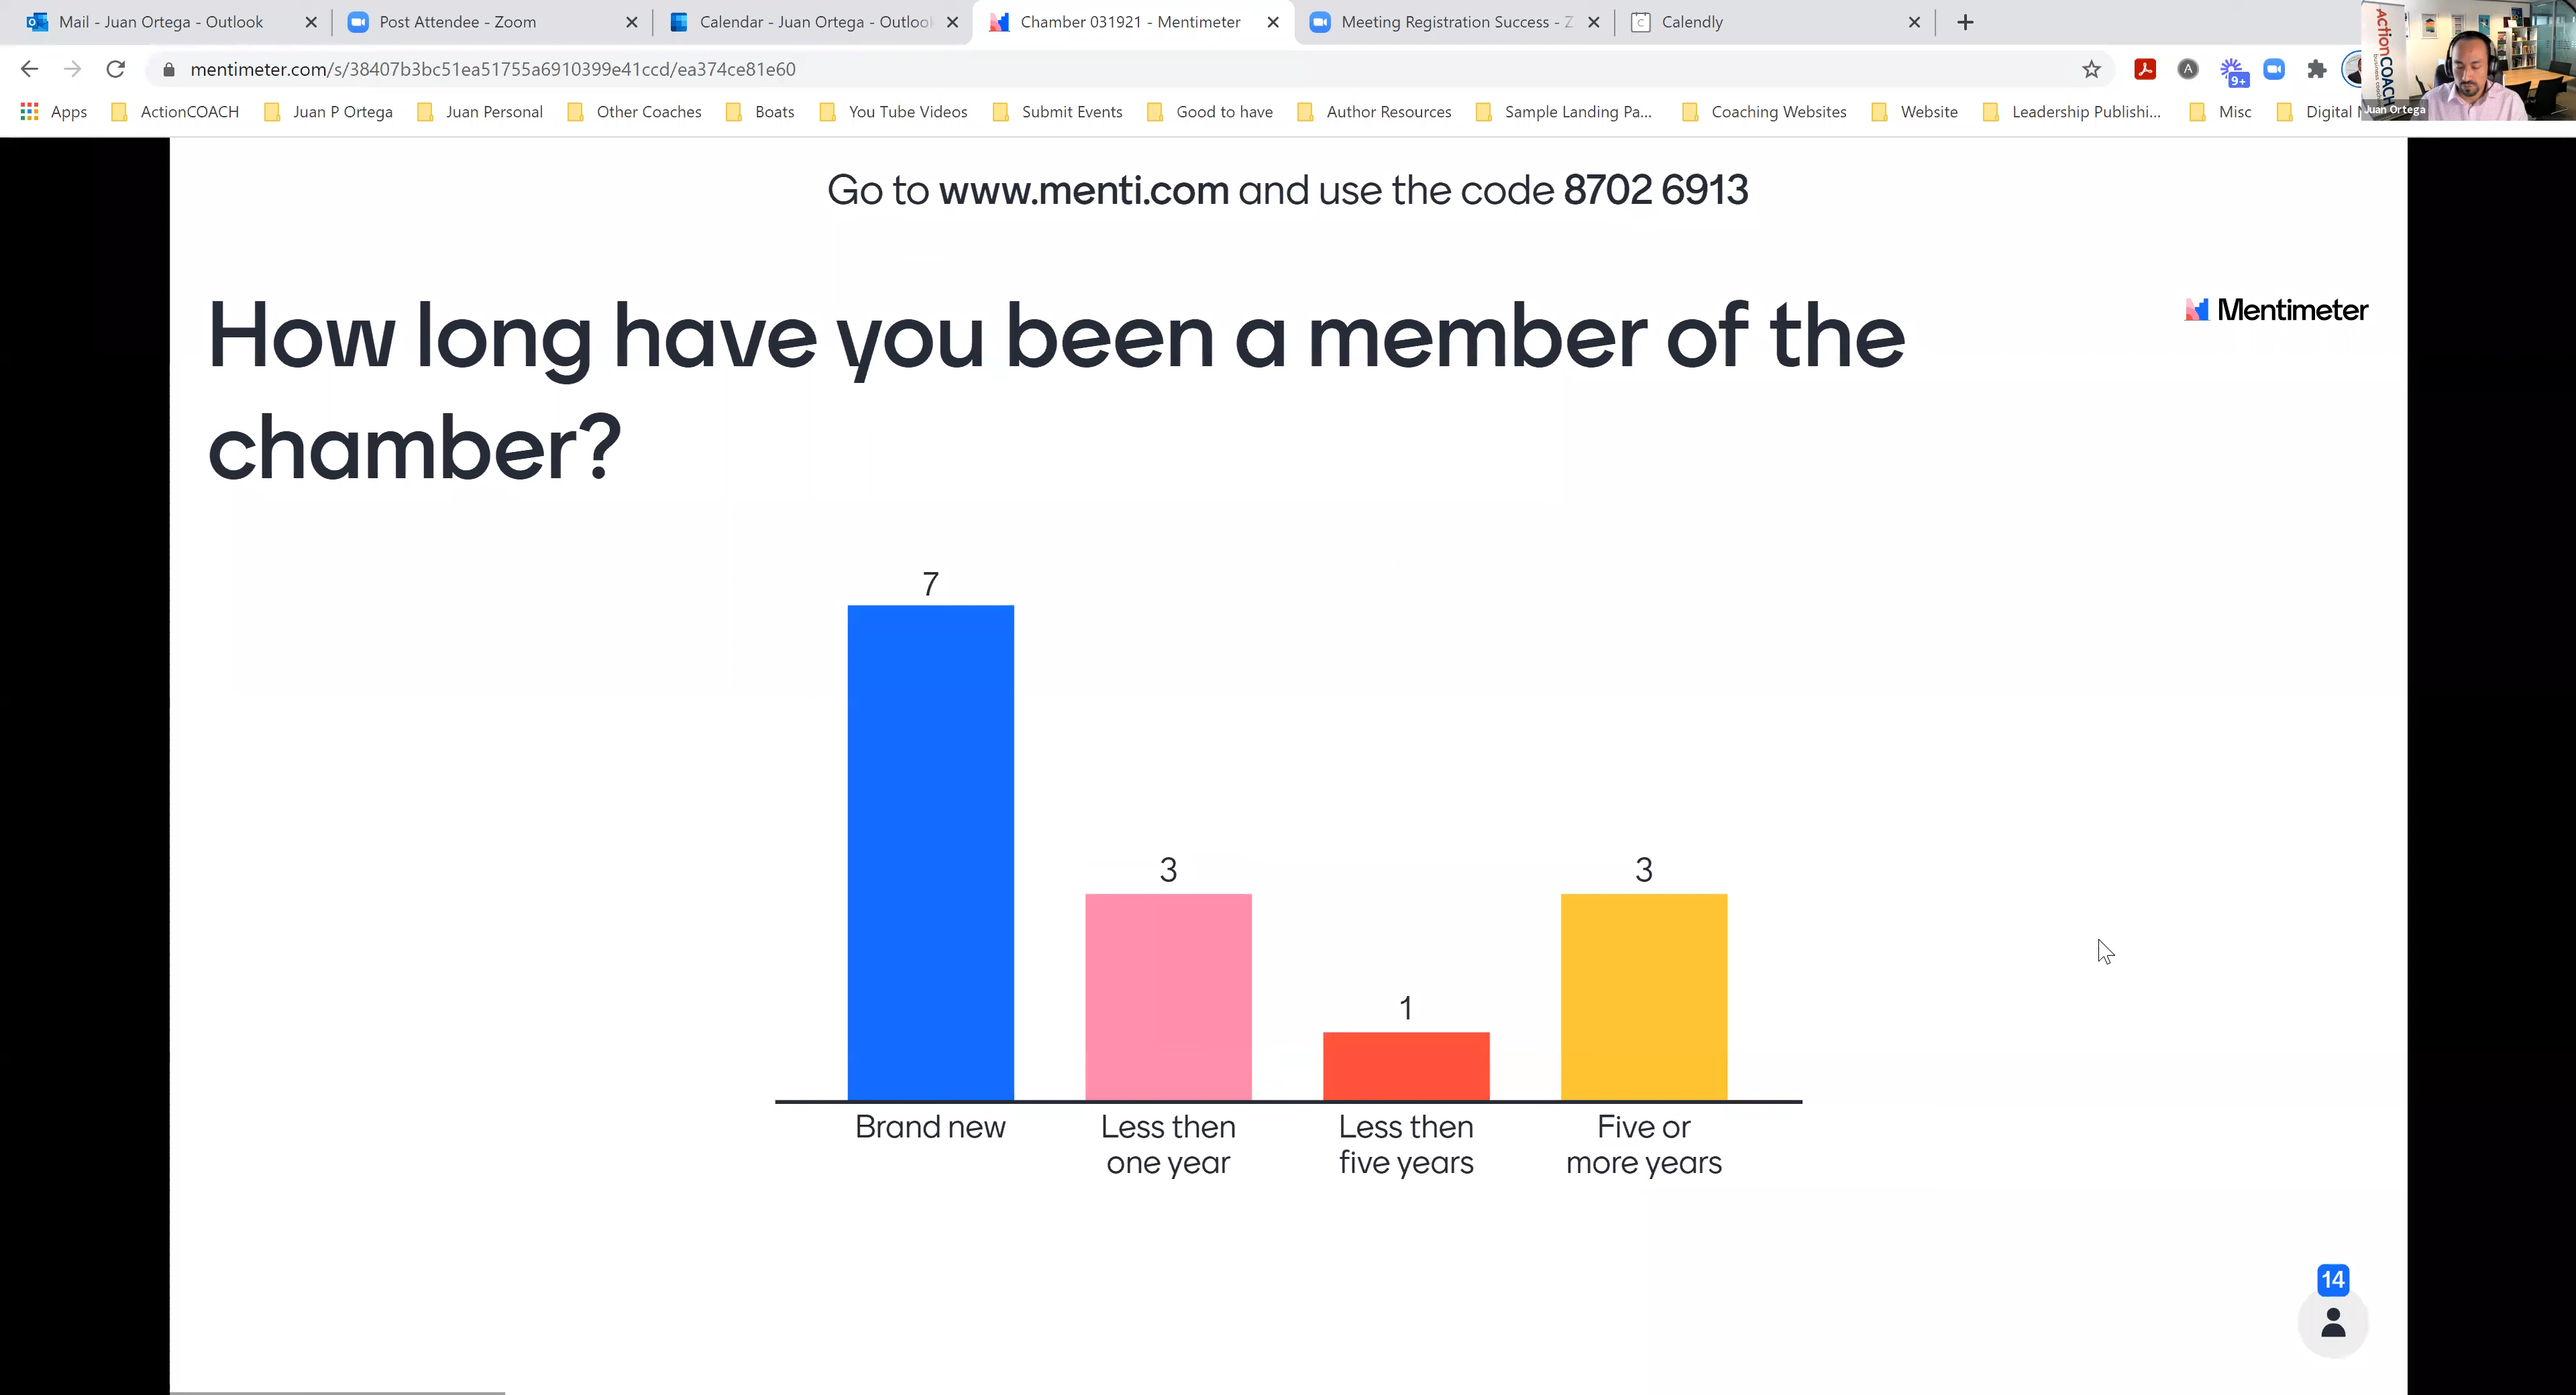 Mail - Juan Ortega - Outlook
Post Attendee - Zoom
Calendar - Juan Ortega - Outlook
Chamber 031921 - Mentimeter
Meeting Registration Success - Z
Calendly
mentimeter.com/s/38407b3bc51ea51755a6910399e41ccd/ea374ce81e60
9+
Apps
ActionCOACH
Juan P Ortega
Juan Personal
Other Coaches
Boats
You Tube Videos
Submit Events
Good to have
Author Resources
Sample Landing Pa...
Coaching Websites
Website
Leadership Publishi...
Misc
Digital
ActionCOACH
Juan Ortega
Go to www.menti.com and use the code 8702 6913
How long have you been a member of the
chamber?
Mentimeter
7
3
1
3
Brand new
Less then
one year
Less then
five years
Five or
more years
14